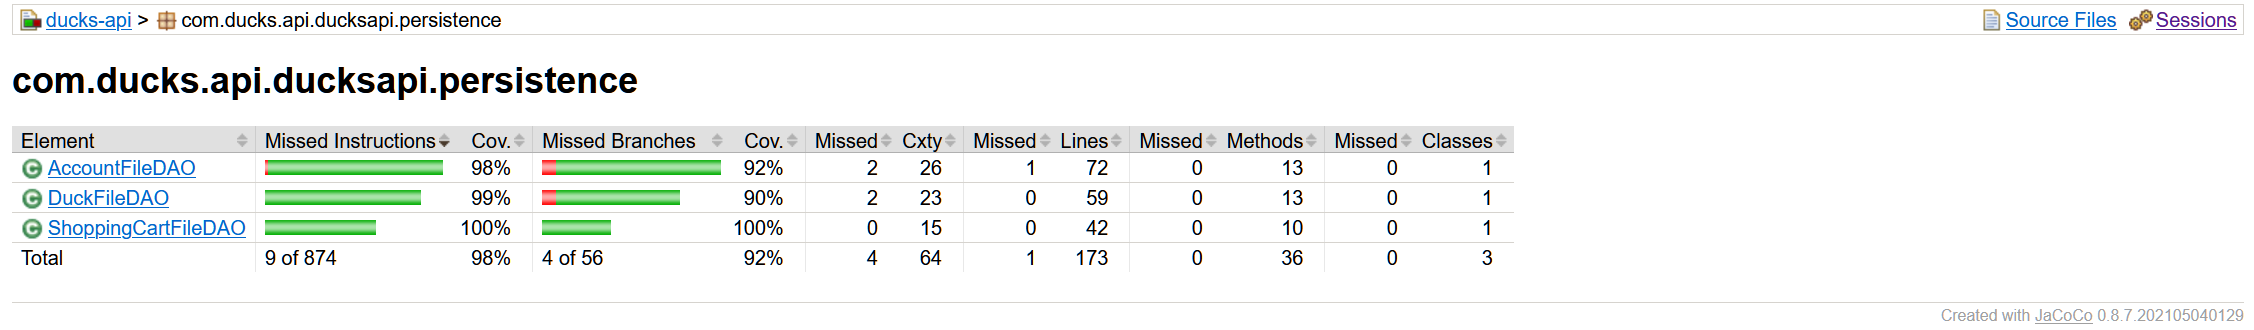 ducks-api > com.ducks.api.ducksapi.persistence Source Files Sessions
com.ducks.api.ducksapi.persistence
Element Missed Instructions Cov. Missed Branches Cov. Missed Cxty Missed Lines Missed Methods Missed Classes
C AccountFileDAO 98% 92% 2 26 1 72 0 13 0 1
C DuckFileDAO 99% 90% 2 23 0 59 0 13 0 1
C ShoppingCartFileDAO 100% 100% 0 15 0 42 0 10 0 1
Total 9 of 874 98% 4 of 56 92% 4 64 1 173 0 36 0 3
Created with JaCoCo 0.8.7.202105040129